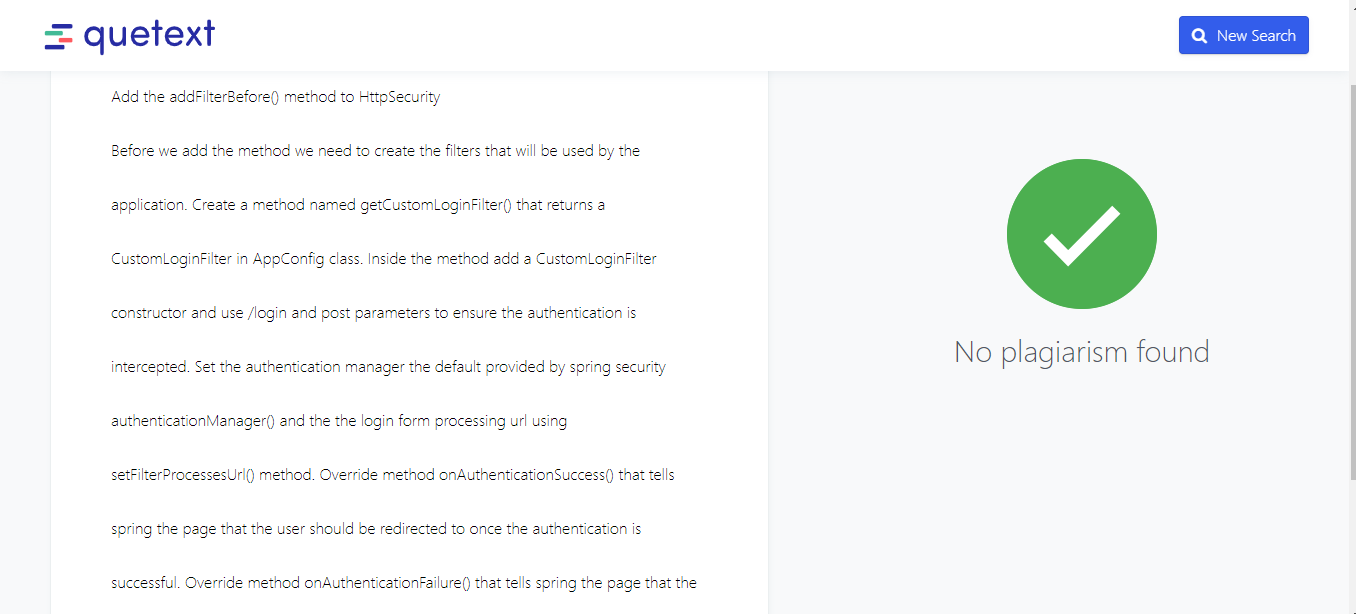 quetext
New Search
Add the addFilterBefore() method to HttpSecurity
Before we add the method we need to create the filters that will be used by the
application. Create a method named getCustomLoginFilter() that returns a
CustomLoginFilter in AppConfig class. Inside the method add a CustomLoginFilter
constructor and use /login and post parameters to ensure the authentication is
intercepted. Set the authentication manager the default provided by spring security
authenticationManager() and the the login form processing url using
setFilterProcessesUrl() method. Override method onAuthenticationSuccess() that tells
spring the page that the user should be redirected to once the authentication is
successful. Override method onAuthenticationFailure() that tells spring the page that the
No plagiarism found